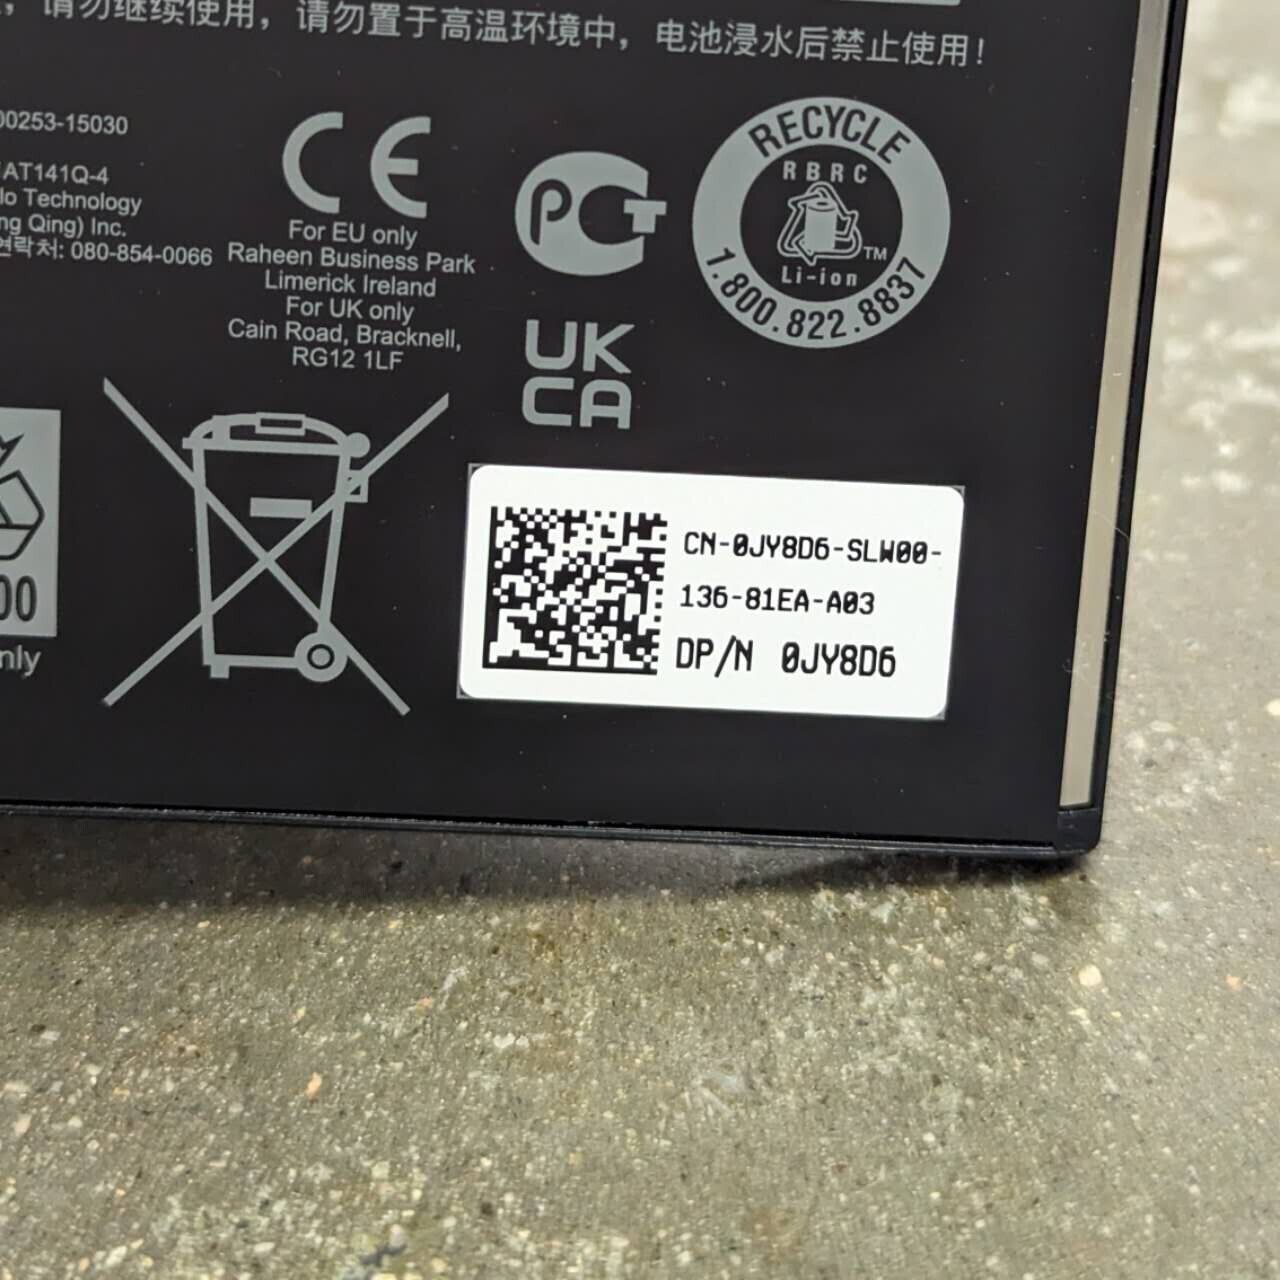 请勿继续使用，请勿置于高温环境中，电池浸水后禁止使用！
00253-15030
AT141Q-4
lo Technology
ng Qing) Inc.
연락처: 080-854-0066
CE
For EU only
Raheen Business Park
Limerick Ireland
For UK only
Cain Road, Bracknell,
RG12 1LF
PCT
UK
CA
RECYCLE
RBRC
TM
Li-ion
1.800.822.8837
00
nly
CN-0JY8D6-SLW00-
136-81EA-A03
DP/N 0JY8D6